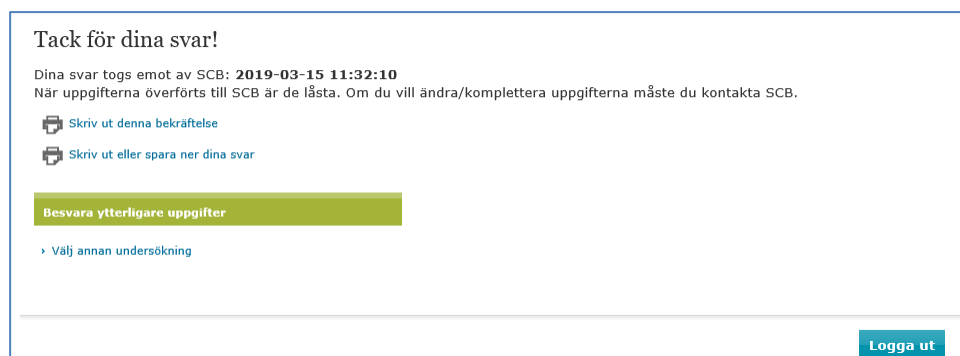 Tack för dina svar!
Dina svar togs emot av SCB: 2019-03-15 11:32:10
När uppgifterna överförts till SCB är de låsta. Om du vill ändra/komplettera uppgifterna måste du kontakta SCB.
Skriv ut denna bekräftelse
Skriv ut eller spara ner dina svar
Besvara ytterligare uppgifter
› Välj annan undersökning
Logga ut